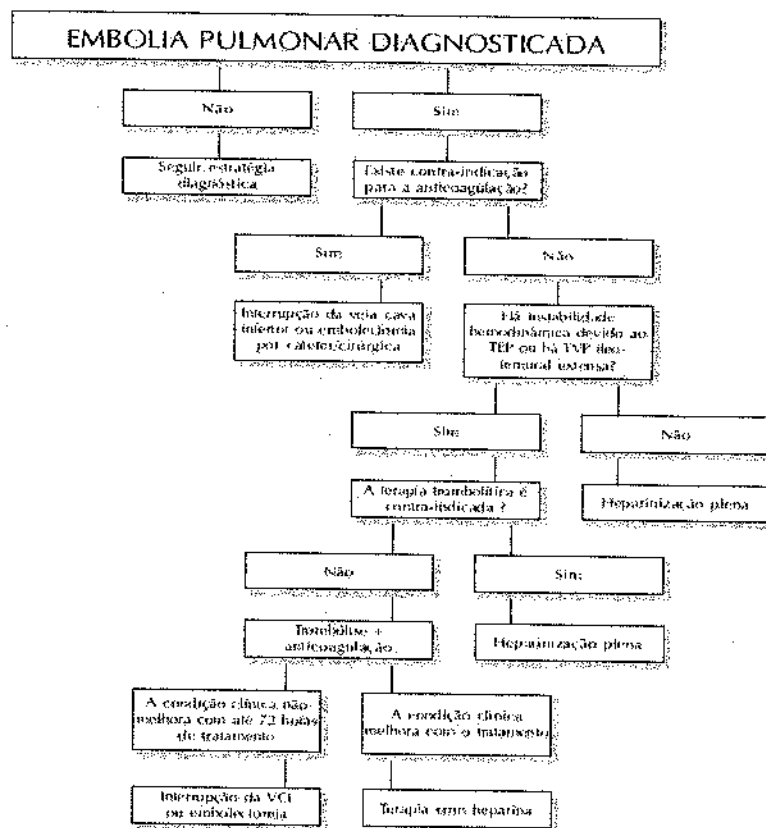 EMBOLIA PULMONAR DIAGNOSTICADA
Não
Sim
Seguir estratégia
diagnóstica
Existe contra-indicação
para a anticoagulação?
Sim
Não
Interrupção da veia cava
inferior ou embolectomia
por cateter/cirúrgica
Há instabilidade
hemodinâmica devido ao
TEP ou há TVP íleo-
femural extensa?
Sim
Não
A terapia trombolítica é
contra-indicada ?
Heparinização plena
Não
Sim
Trombólise +
anticoagulação
Heparinização plena
A condição clínica não
melhora com até 72 horas
de tratamento
A condição clínica
melhora com o tratamento
Interrupção da VCI
ou embolectomia
Terapia com heparina